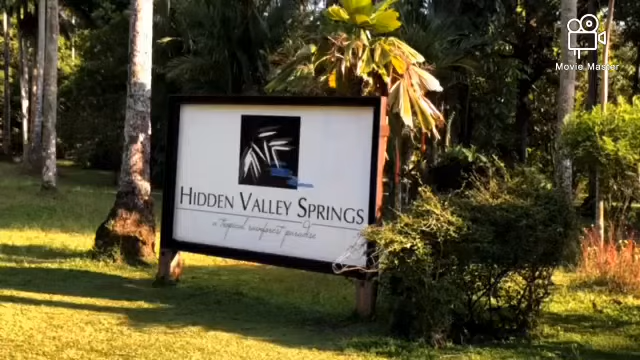 Movie Master
HIDDEN VALLEY SPRINGS
a tropical rainforest paradise